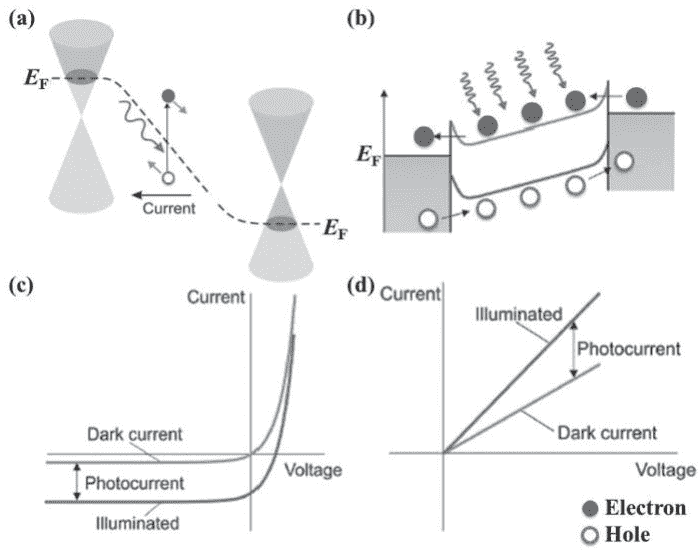 (a)
E_F
Current
E_F
(b)
E_F
(c)
Current
Dark current
Voltage
Photocurrent
Illuminated
(d)
Current
Illuminated
Photocurrent
Dark current
Voltage
Electron
Hole